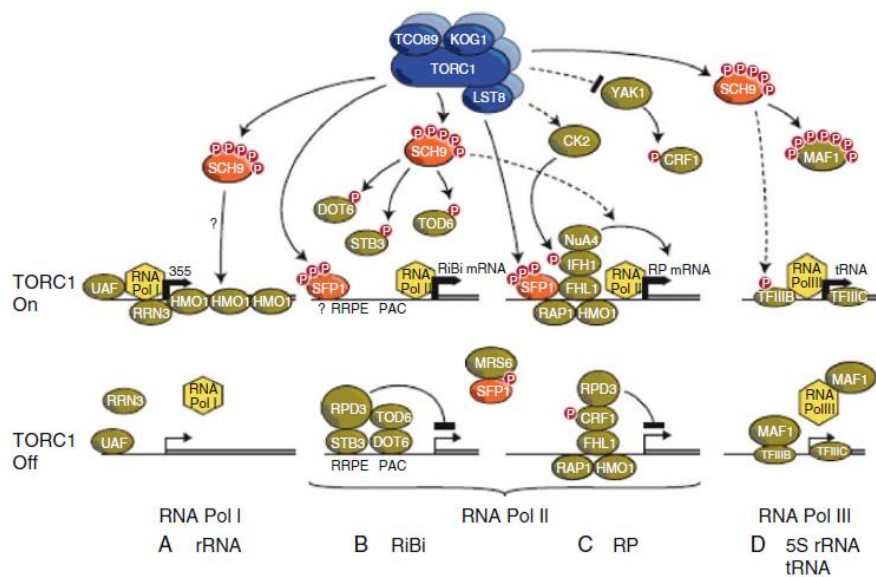 TCO89 KOG1
TORC1
LST8
YAK1
P P P P P
SCH9
CK2
P CRF1
P P P P P
SCH9
P P P P P
SCH9
P P P P P P
MAF1
?
DOT6 P
STB3 P
TOD6 P
NuA4
P IFH1
FHL1
TORC1
On
UAF
RNA
Pol I
355
RRN3
HMO1 HMO1 HMO1
P P P
SFP1
? RRPE PAC
RNA
Pol II
RiBi mRNA
P P P
SFP1
RAP1 HMO1
RNA
Pol II
RP mRNA
P
TFIIIB
RNA
PolIII
tRNA
TFIIIC
TORC1
Off
RRN3
RNA
Pol I
UAF
RPD3
TOD6
STB3 DOT6
RRPE PAC
MRS6
SFP1 P
RPD3
P CRF1
FHL1
RAP1 HMO1
MAF1
RNA
PolIII
MAF1
TFIIIB
TFIIIC
RNA Pol I
A rRNA
RNA Pol II
B RiBi
C RP
RNA Pol III
D 5S rRNA
tRNA